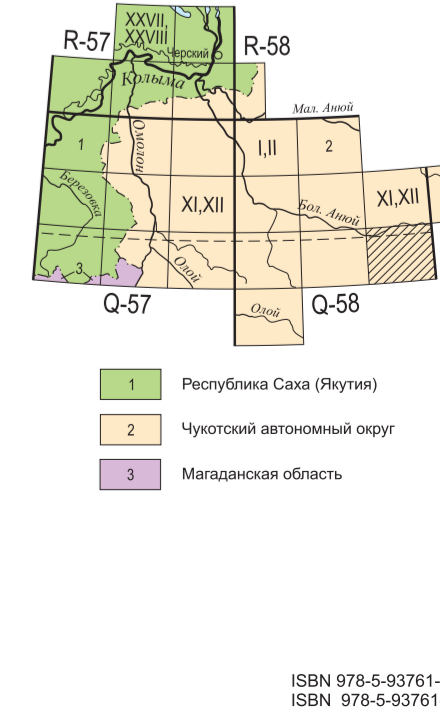 XXVII,
XXVIII
R-57
R-58
Черский
Колыма
Мал. Анюй
1
Омолон
I,II
2
Березовка
XI,XII
Бол. Анюй
XI,XII
3
Олой
Q-57
Олой
Q-58
1 Республика Саха (Якутия)
2 Чукотский автономный округ
3 Магаданская область
ISBN 978-5-93761-
ISBN 978-5-93761